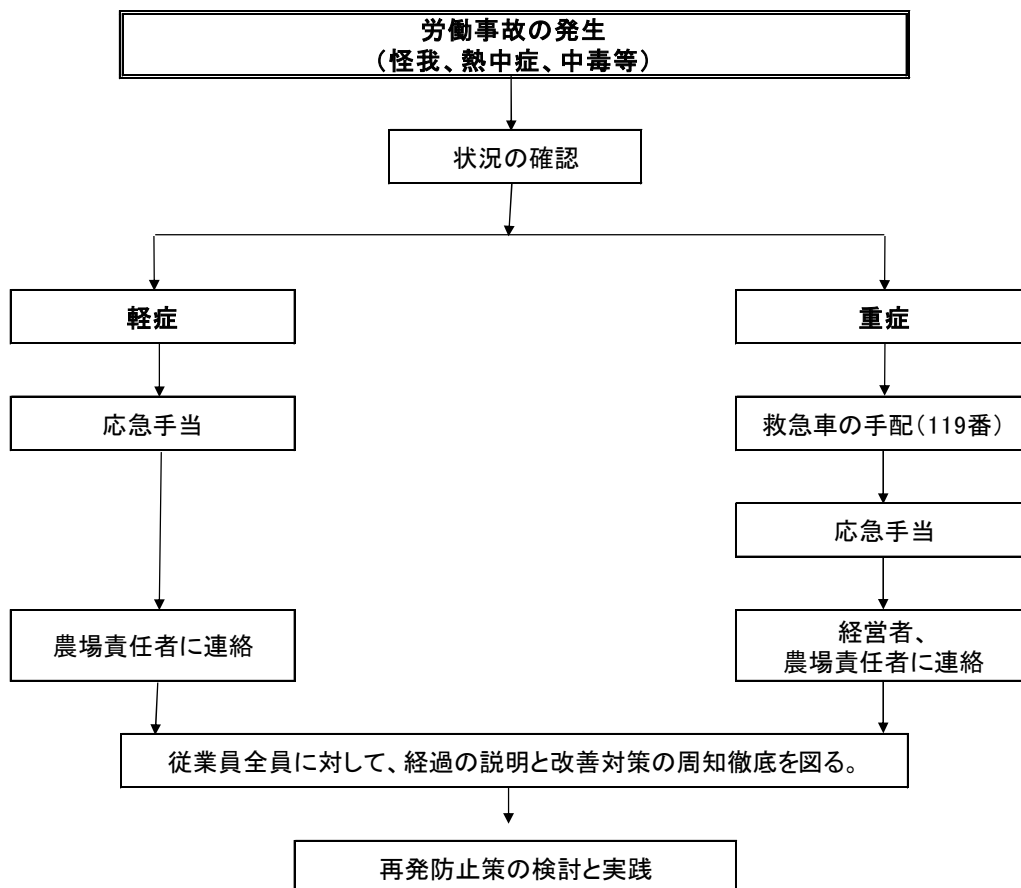 労働事故の発生
(怪我、熱中症、中毒等)
状況の確認
軽症
重症
応急手当
救急車の手配(119番)
応急手当
農場責任者に連絡
経営者、
農場責任者に連絡
従業員全員に対して、経過の説明と改善対策の周知徹底を図る。
再発防止策の検討と実践